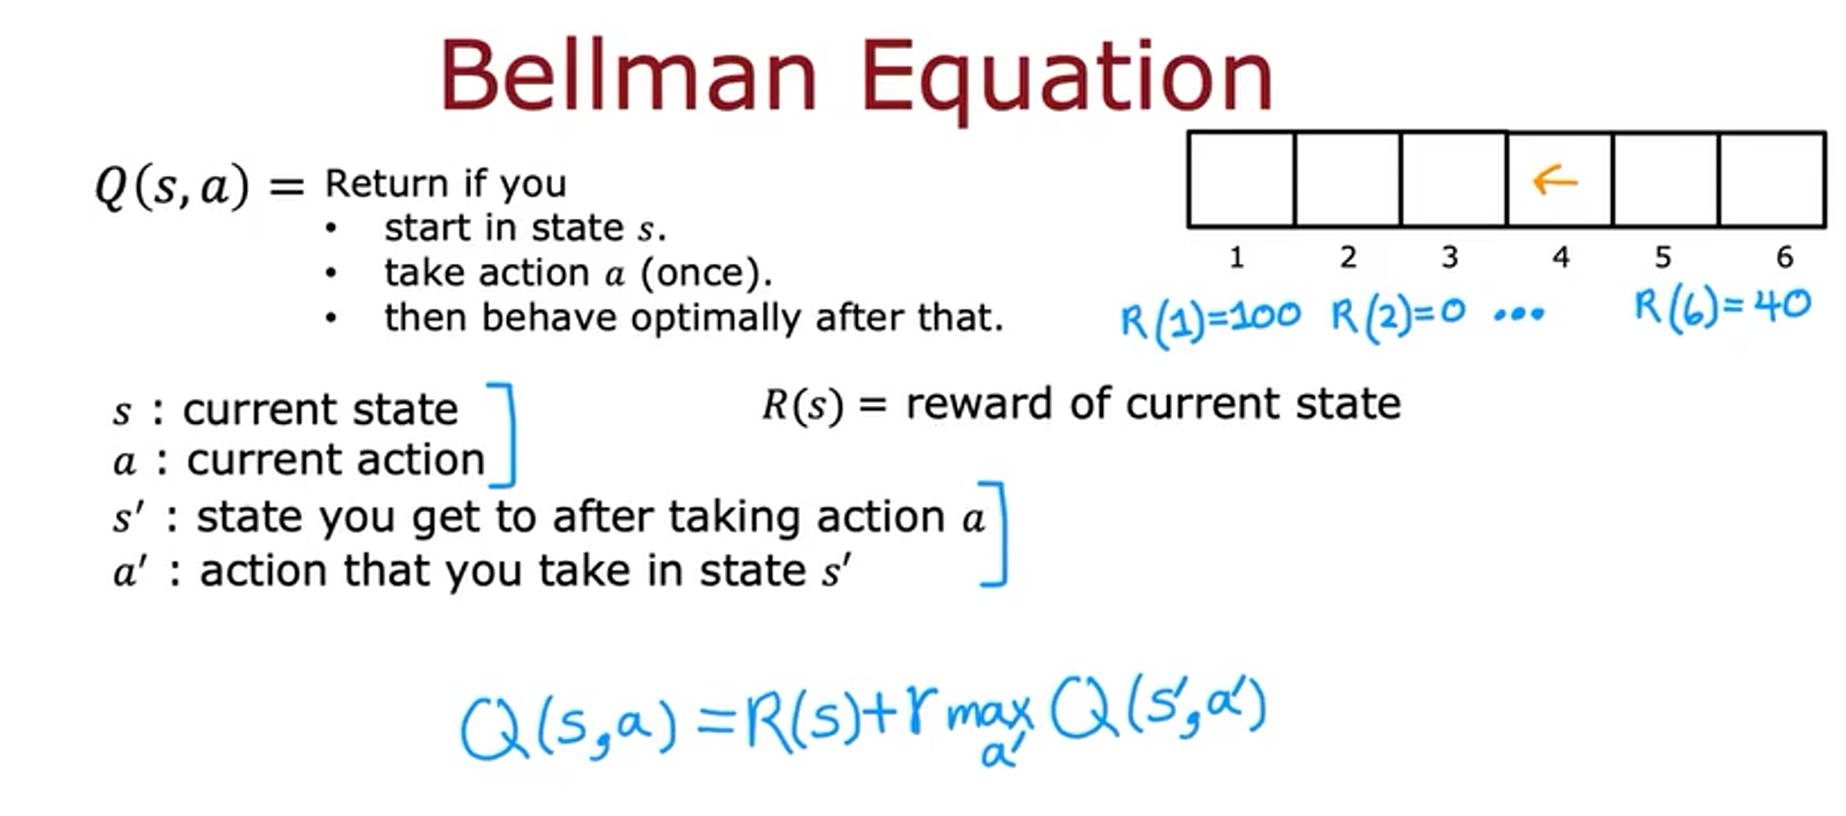 Bellman Equation
Q(s, a) = Return if you
• start in state s.
• take action a (once).
• then behave optimally after that.
←
1 2 3 4 5 6
R(1)=100 R(2)=0 ... R(6)=40
s : current state
a : current action
R(s) = reward of current state
s′ : state you get to after taking action a
a′ : action that you take in state s′
Q(s,a) = R(s)+γ max Q(s′,a′)
a′